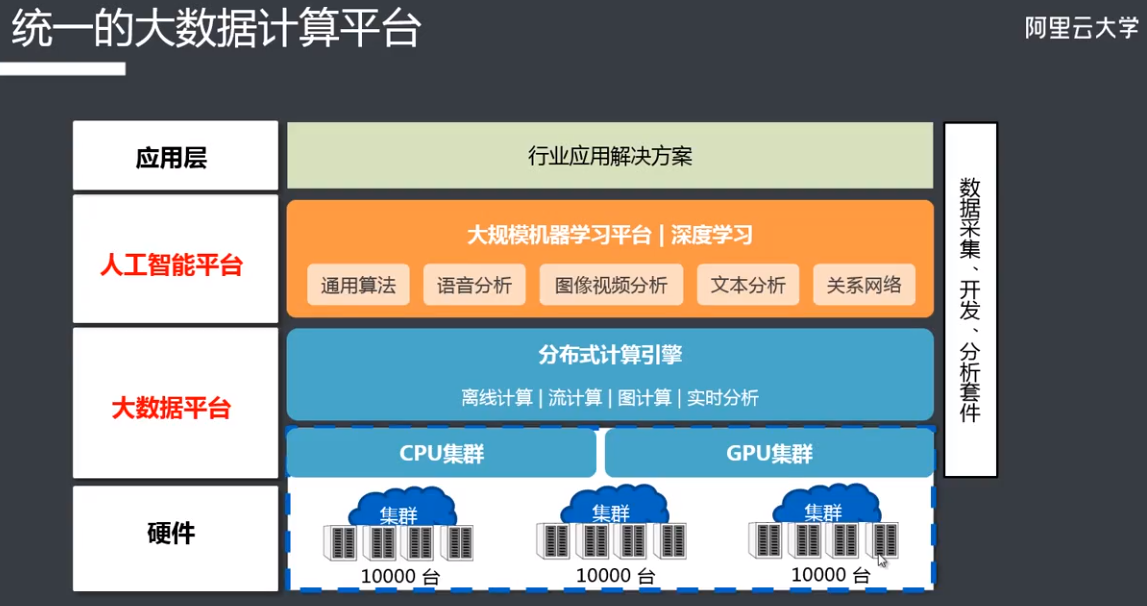 统一的大数据计算平台
阿里云大学
应用层
行业应用解决方案
人工智能平台
大规模机器学习平台 | 深度学习
通用算法
语音分析
图像视频分析
文本分析
关系网络
大数据平台
分布式计算引擎
离线计算 | 流计算 | 图计算 | 实时分析
CPU集群
GPU集群
硬件
集群
集群
集群
10000 台
10000 台
10000 台
数据采集、开发、分析套件